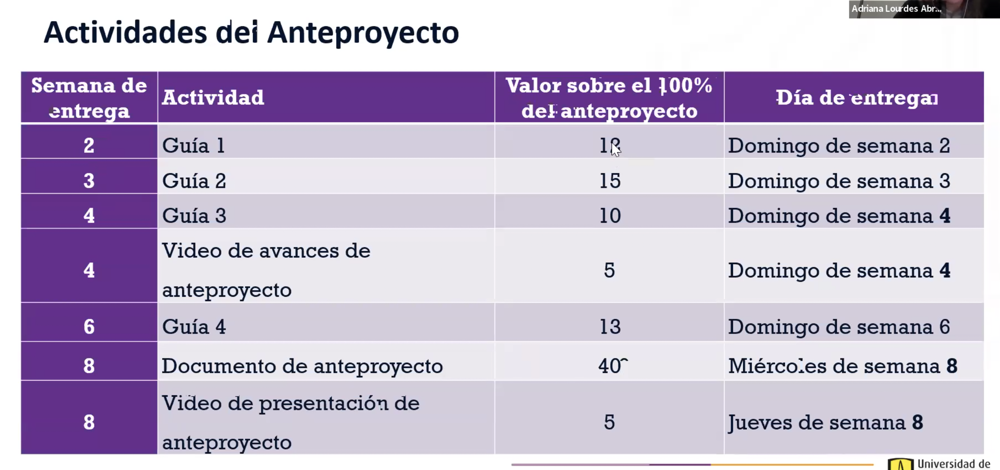 Adriana Lourdes Abr...
Actividades del Anteproyecto
Semana de
entrega
Actividad
Valor sobre el 100%
del anteproyecto
Día de entrega
2
Guía 1
12
Domingo de semana 2
3
Guía 2
15
Domingo de semana 3
4
Guía 3
10
Domingo de semana 4
4
Video de avances de
anteproyecto
5
Domingo de semana 4
6
Guía 4
13
Domingo de semana 6
8
Documento de anteproyecto
40
Miércoles de semana 8
8
Video de presentación de
anteproyecto
5
Jueves de semana 8
Universidad de